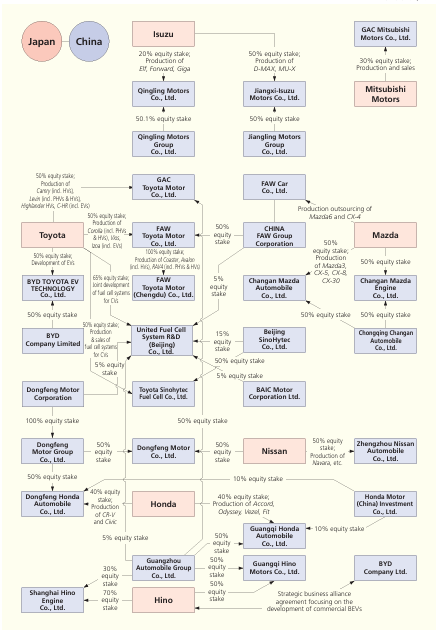 Japan
China
Isuzu
GAC Mitsubishi
Motors Co., Ltd.
20% equity stake;
Production of
Elf, Forward, Giga
50% equity stake;
Production of
D-MAX, MU-X
30% equity stake;
Production and sales
Qingling Motors
Co., Ltd.
Jiangxi-Isuzu
Motors Co., Ltd.
Mitsubishi
Motors
50.1% equity stake
50% equity stake
Qingling Motors
Group
Co., Ltd.
Jiangling Motors
Group
Co., Ltd.
50% equity stake;
Production of
Camry (incl. HVs),
Levin (incl. PHVs & HVs),
Highlander HVs, C-HR (incl. EVs)
GAC
Toyota Motor
Co., Ltd.
FAW Car
Co., Ltd.
Production outsourcing of
Mazda6 and CX-4
50% equity stake;
Production of
Corolla (incl. PHVs
& HVs), Vios,
Izoa (incl. EVs)
Toyota
FAW
Toyota Motor
Co., Ltd.
50%
equity
stake
CHINA
FAW Group
Corporation
Mazda
50% equity stake;
Development of EVs
100% equity stake;
Production of Coaster, Avalon
(incl. HVs), RAV4 (incl. PHVs & HVs)
50%
equity stake;
Production
of Mazda3,
CX-5, CX-8,
CX-30
50% equity stake
BYD TOYOTA EV
TECHNOLOGY
Co., Ltd.
65% equity stake;
Joint development
of fuel cell systems
for CVs
FAW
Toyota Motor
(Chengdu) Co., Ltd.
5%
equity
stake
Changan Mazda
Automobile
Co., Ltd.
Changan Mazda
Engine
Co., Ltd.
50% equity stake
50% equity stake
50% equity stake
BYD
Company Limited
50% equity stake;
Production
& sales of
fuel cell systems
for CVs
United Fuel Cell
System R&D
(Beijing)
Co., Ltd.
15%
equity
stake
Beijing
SinoHytec
Co., Ltd.
Chongqing Changan
Automobile
Co., Ltd.
5%
equity
stake
50% equity stake
5% equity stake
Dongfeng Motor
Corporation
Toyota Sinohytec
Fuel Cell Co., Ltd.
BAIC Motor
Corporation Ltd.
100% equity stake
50% equity stake
Dongfeng
Motor Group
Co., Ltd.
50%
equity
stake
Dongfeng Motor
Co., Ltd.
50%
equity
stake
Nissan
50% equity
stake;
Production of
Navara, etc.
Zhengzhou Nissan
Automobile
Co., Ltd.
50% equity stake
10% equity stake
Dongfeng Honda
Automobile
Co., Ltd.
40% equity
stake;
Production
of CR-V
and Civic
Honda
40% equity stake;
Production of Accord,
Odyssey, Vezel, Fit
Honda Motor
(China) Investment
Co., Ltd.
Guangqi Honda
Automobile
Co., Ltd.
10% equity stake
5% equity stake
50%
equity
stake
30%
equity
stake
Guangzhou
Automobile Group
Co., Ltd.
50%
equity
stake
Guangqi Hino
Motors Co., Ltd.
BYD
Company Ltd.
Shanghai Hino
Engine
Co., Ltd.
70%
equity
stake
Hino
50%
equity
stake
Strategic business alliance
agreement focusing on the
development of commercial BEVs